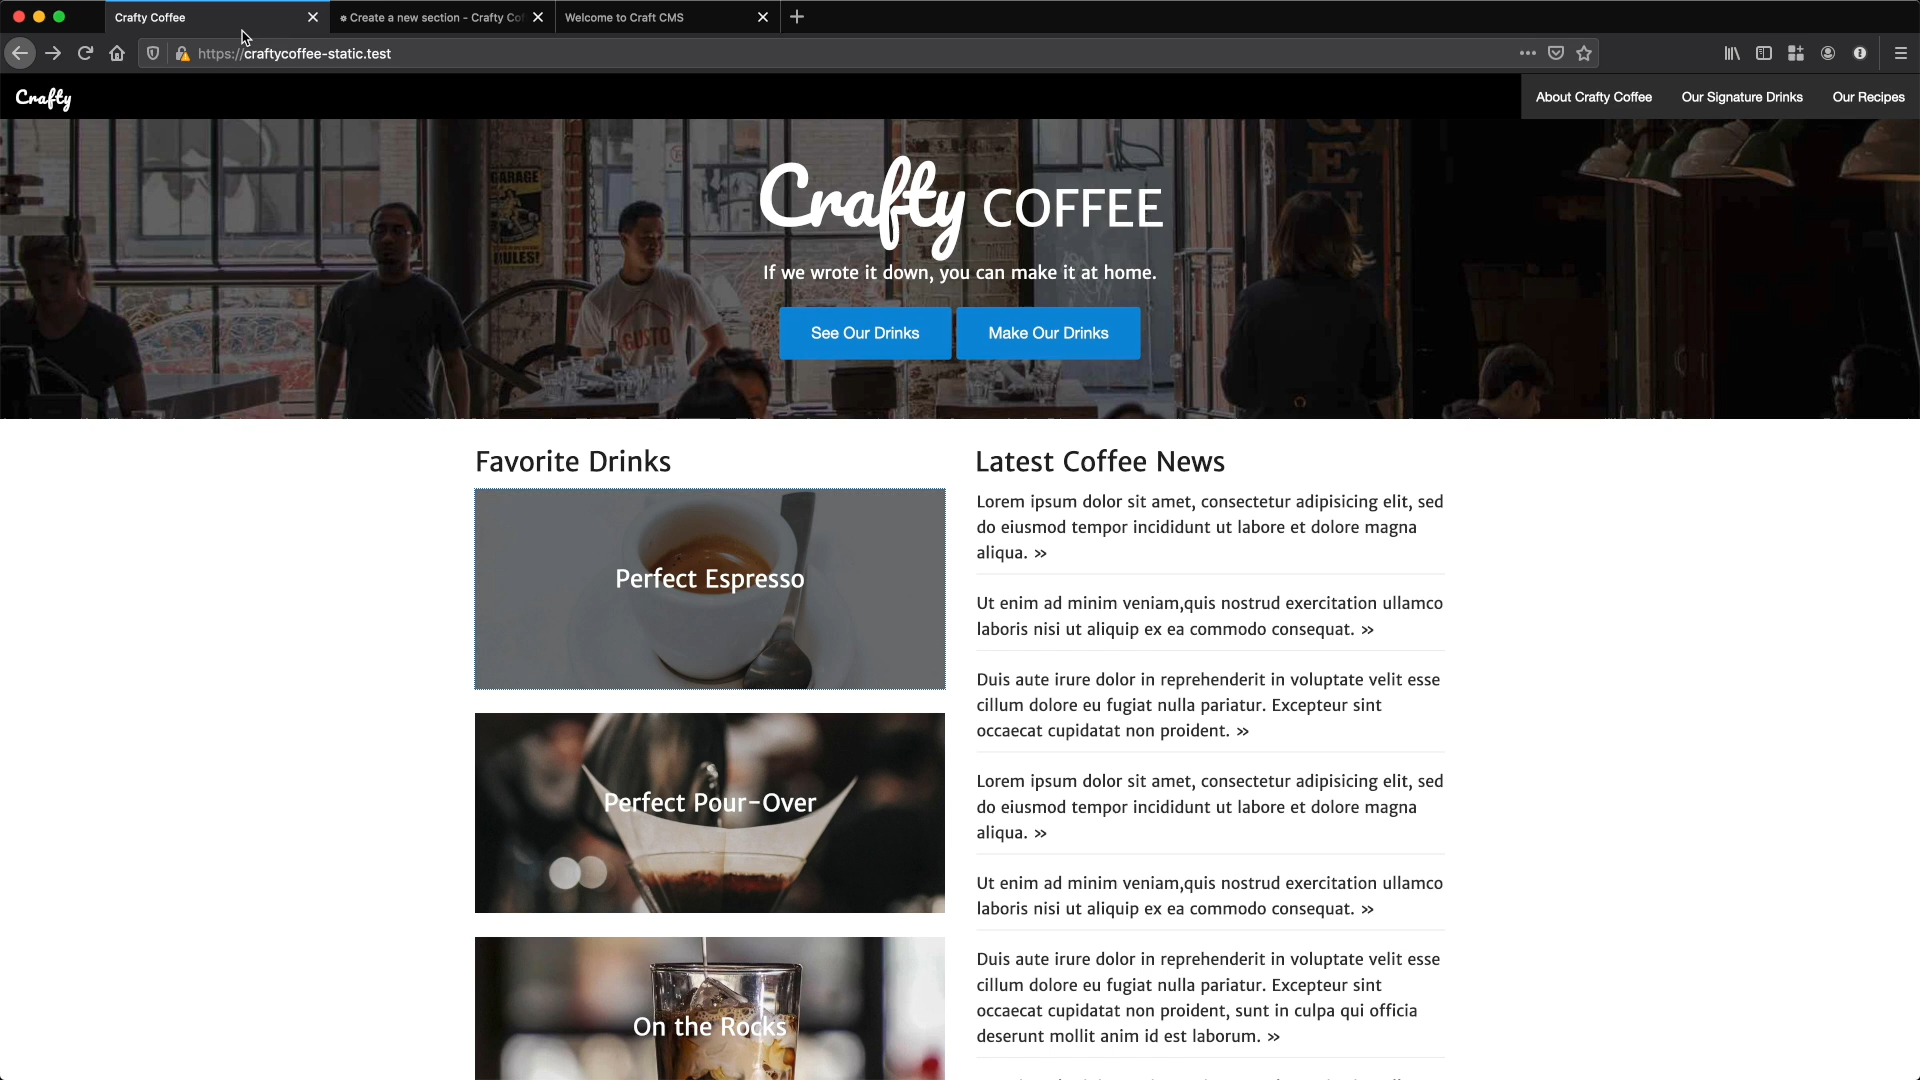 Crafty Coffee
Create a new section - Crafty Cof
Welcome to Craft CMS
https://craftycoffee-static.test
Crafty
About Crafty Coffee
Our Signature Drinks
Our Recipes
GARAGE
RULES!
GUSTO
Crafty COFFEE
If we wrote it down, you can make it at home.
See Our Drinks
Make Our Drinks
Favorite Drinks
Perfect Espresso
Perfect Pour-Over
On the Rocks
Latest Coffee News
Lorem ipsum dolor sit amet, consectetur adipisicing elit, sed
do eiusmod tempor incididunt ut labore et dolore magna
aliqua. »
Ut enim ad minim veniam,quis nostrud exercitation ullamco
laboris nisi ut aliquip ex ea commodo consequat. »
Duis aute irure dolor in reprehenderit in voluptate velit esse
cillum dolore eu fugiat nulla pariatur. Excepteur sint
occaecat cupidatat non proident. »
Lorem ipsum dolor sit amet, consectetur adipisicing elit, sed
do eiusmod tempor incididunt ut labore et dolore magna
aliqua. »
Ut enim ad minim veniam,quis nostrud exercitation ullamco
laboris nisi ut aliquip ex ea commodo consequat. »
Duis aute irure dolor in reprehenderit in voluptate velit esse
cillum dolore eu fugiat nulla pariatur. Excepteur sint
occaecat cupidatat non proident, sunt in culpa qui officia
deserunt mollit anim id est laborum. »